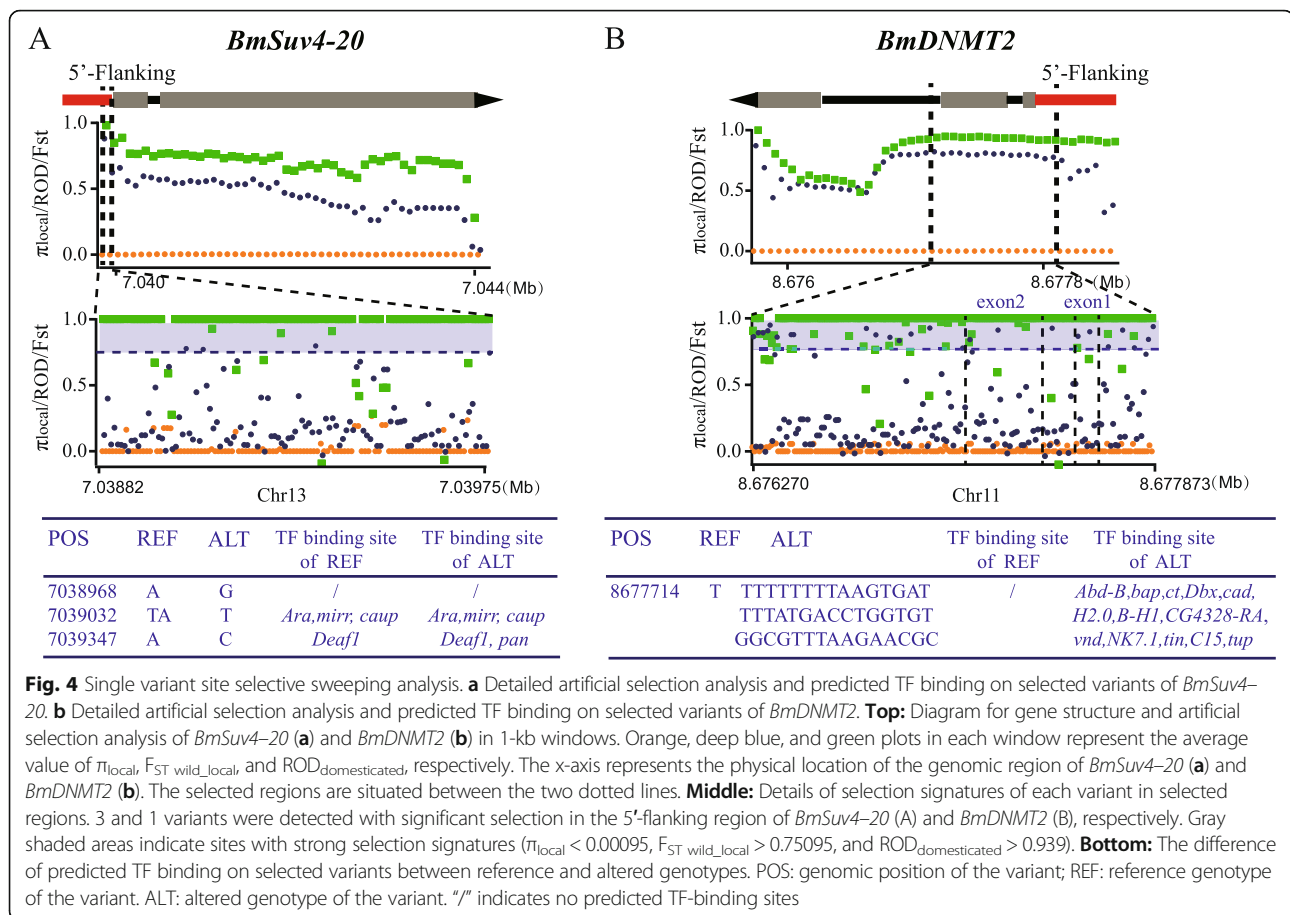 A
BmSuv4-20
5’-Flanking
πlocal/ROD/Fst
1.0
0.5
0.0
7.040
7.044(Mb)
πlocal/ROD/Fst
1.0
0.5
0.0
7.03882
7.03975(Mb)
Chr13
POS REF ALT TF binding site of REF TF binding site of ALT
7038968 A G / /
7039032 TA T Ara,mirr, caup Ara,mirr, caup
7039347 A C Deaf1 Deaf1, pan
B
BmDNMT2
5’-Flanking
πlocal/ROD/Fst
1.0
0.5
0.0
8.676
8.6778 (Mb)
exon2
exon1
πlocal/ROD/Fst
1.0
0.5
0.0
8.676270
8.677873(Mb)
Chr11
POS REF ALT TF binding site of REF TF binding site of ALT
8677714 T TTTTTTTTAAGTGAT / Abd-B,bap,ct,Dbx,cad,
TTTATGACCTGGTGT H2.0,B-H1,CG4328-RA,
GGCGTTTAAGAACGC vnd,NK7.1,tin,C15,tup
Fig. 4 Single variant site selective sweeping analysis. a Detailed artificial selection analysis and predicted TF binding on selected variants of BmSuv4–
20. b Detailed artificial selection analysis and predicted TF binding on selected variants of BmDNMT2. Top: Diagram for gene structure and artificial
selection analysis of BmSuv4–20 (a) and BmDNMT2 (b) in 1-kb windows. Orange, deep blue, and green plots in each window represent the average
value of πlocal, FST wild_local, and RODdomesticated, respectively. The x-axis represents the physical location of the genomic region of BmSuv4–20 (a) and
BmDNMT2 (b). The selected regions are situated between the two dotted lines. Middle: Details of selection signatures of each variant in selected
regions. 3 and 1 variants were detected with significant selection in the 5′-flanking region of BmSuv4–20 (A) and BmDNMT2 (B), respectively. Gray
shaded areas indicate sites with strong selection signatures (πlocal < 0.00095, FST wild_local > 0.75095, and RODdomesticated > 0.939). Bottom: The difference
of predicted TF binding on selected variants between reference and altered genotypes. POS: genomic position of the variant; REF: reference genotype
of the variant. ALT: altered genotype of the variant. “/” indicates no predicted TF-binding sites